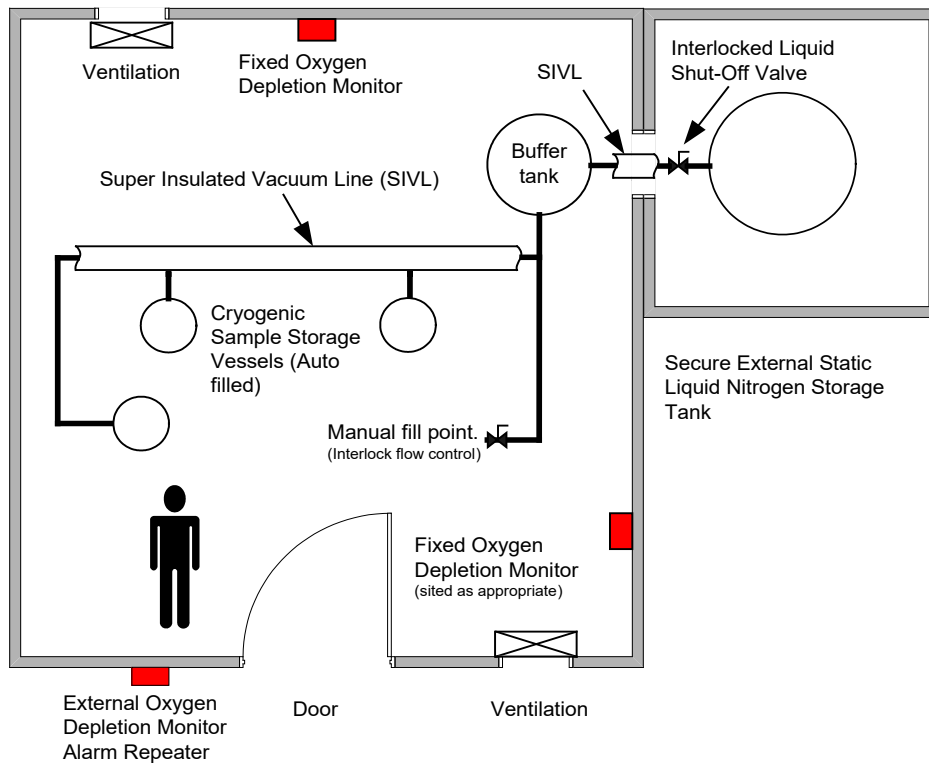 Ventilation
Fixed Oxygen
Depletion Monitor
SIVL
Interlocked Liquid
Shut-Off Valve
Buffer
tank
Super Insulated Vacuum Line (SIVL)
Cryogenic
Sample Storage
Vessels (Auto
filled)
Secure External Static
Liquid Nitrogen Storage
Tank
Manual fill point.
(Interlock flow control)
Fixed Oxygen
Depletion Monitor
(sited as appropriate)
External Oxygen
Depletion Monitor
Alarm Repeater
Door
Ventilation